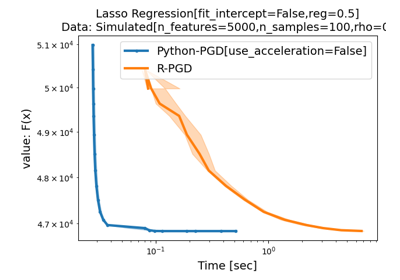 Lasso Regression[fit_intercept=False,reg=0.5]
Data: Simulated[n_features=5000,n_samples=100,rho=0
5.1 × 10⁴
5 × 10⁴
4.9 × 10⁴
4.8 × 10⁴
4.7 × 10⁴
value: F(x)
Python-PGD[use_acceleration=False]
R-PGD
10⁻¹
10⁰
Time [sec]